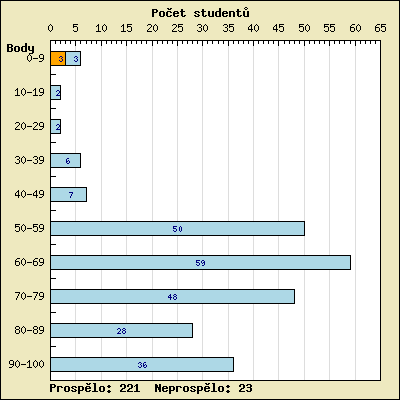 Počet studentů
0 5 10 15 20 25 30 35 40 45 50 55 60 65
Body
0-9 3 3
10-19 2
20-29 2
30-39 6
40-49 7
50-59 50
60-69 59
70-79 48
80-89 28
90-100 36
Prospělo: 221 Neprospělo: 23